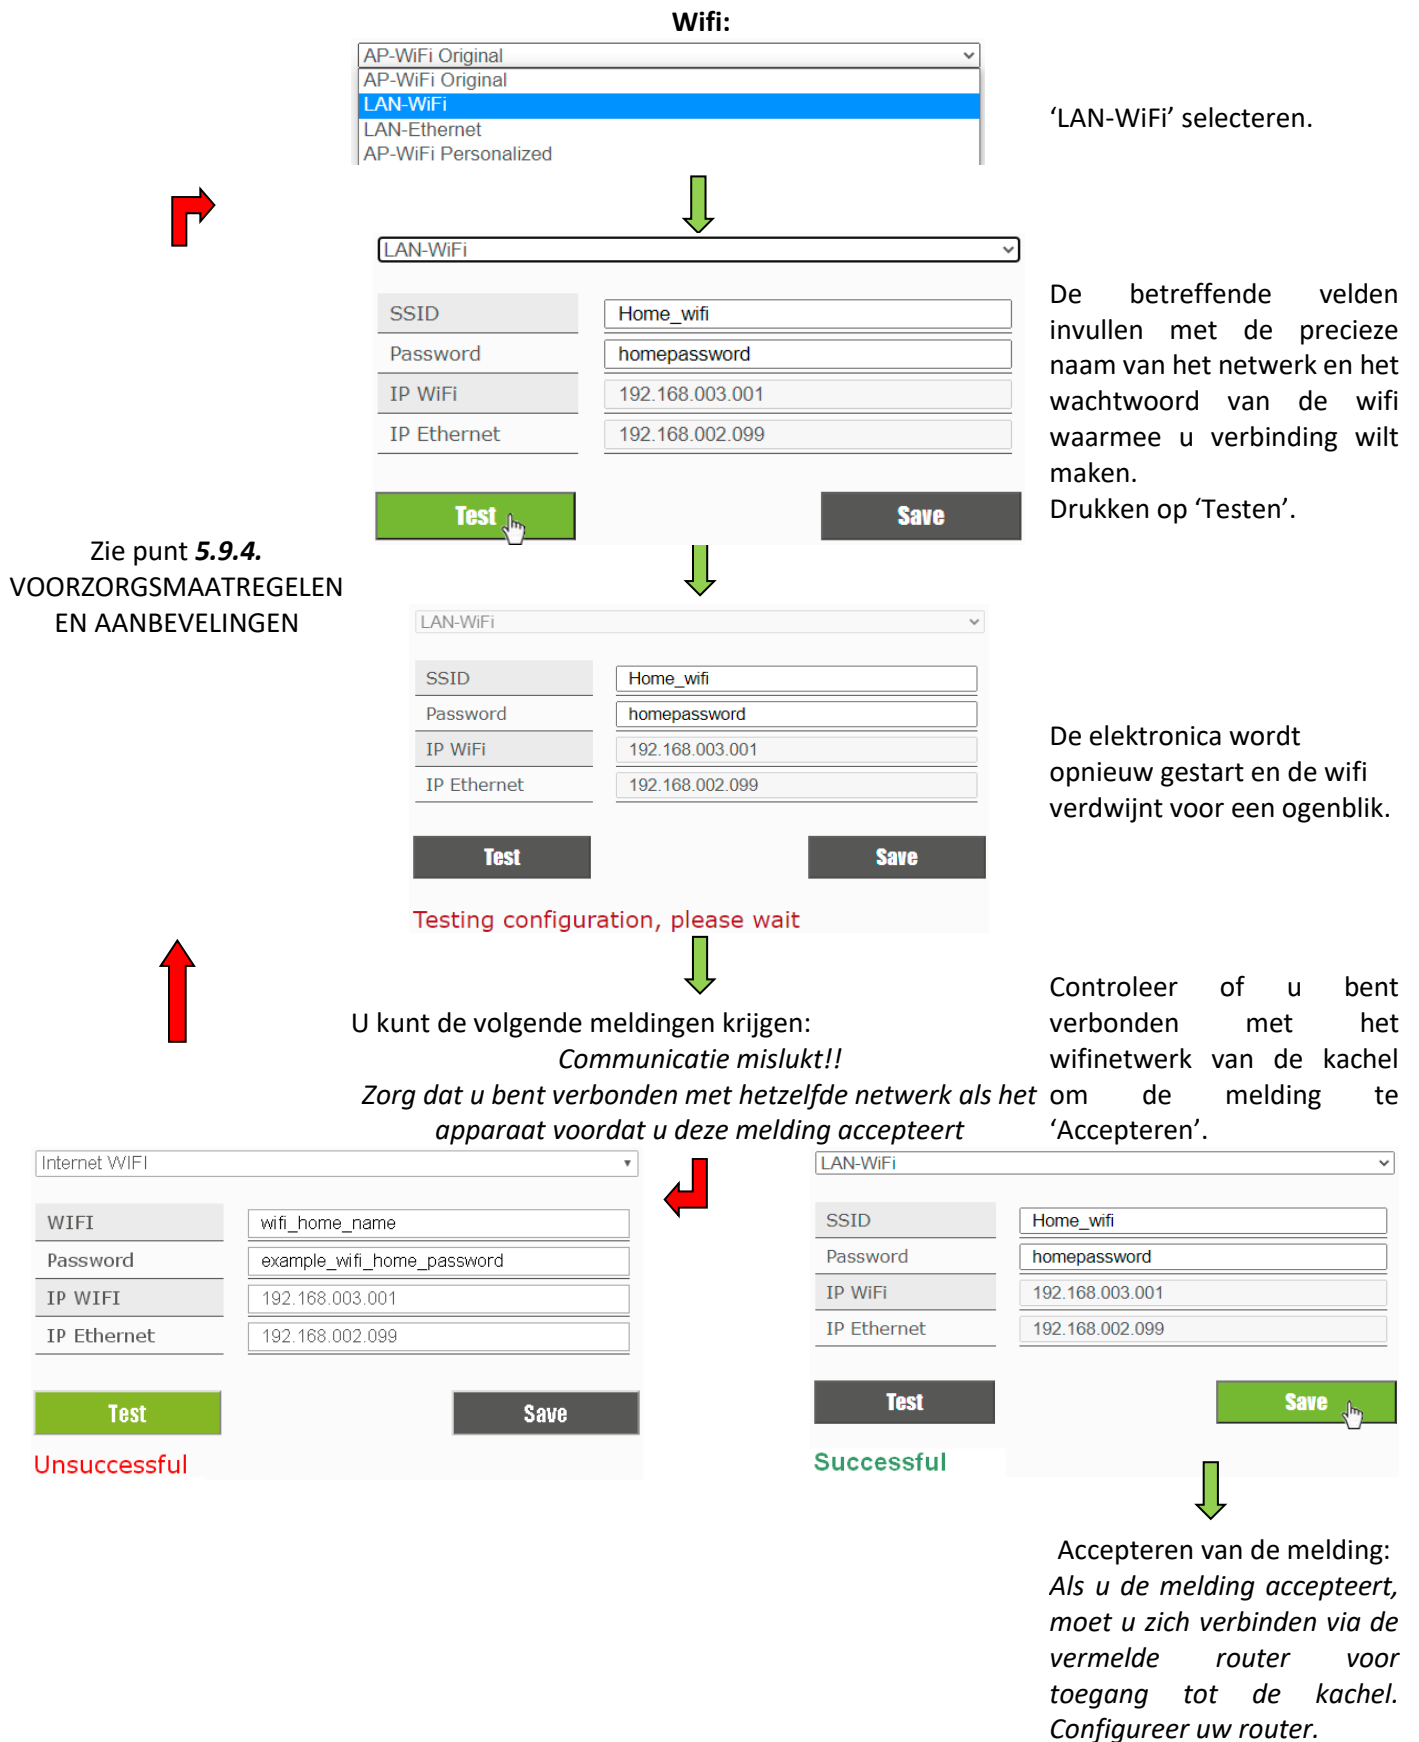 Wifi:
AP-WiFi Original
AP-WiFi Original
LAN-WiFi
LAN-Ethernet
AP-WiFi Personalized
‘LAN-WiFi’ selecteren.
LAN-WiFi
SSID Home_wifi
Password homepassword
IP WiFi 192.168.003.001
IP Ethernet 192.168.002.099
Test Save
De betreffende velden
invullen met de precieze
naam van het netwerk en het
wachtwoord van de wifi
waarmee u verbinding wilt
maken.
Drukken op ‘Testen’.
Zie punt 5.9.4.
VOORZORGSMAATREGELEN
EN AANBEVELINGEN
LAN-WiFi
SSID Home_wifi
Password homepassword
IP WiFi 192.168.003.001
IP Ethernet 192.168.002.099
Test Save
Testing configuration, please wait
De elektronica wordt
opnieuw gestart en de wifi
verdwijnt voor een ogenblik.
U kunt de volgende meldingen krijgen:
Communicatie mislukt!!
Zorg dat u bent verbonden met hetzelfde netwerk als het
apparaat voordat u deze melding accepteert
Controleer of u bent
verbonden met het
wifinetwerk van de kachel
om de melding te
‘Accepteren’.
Internet WIFI
WIFI wifi_home_name
Password example_wifi_home_password
IP WIFI 192.168.003.001
IP Ethernet 192.168.002.099
Test Save
Unsuccessful
LAN-WiFi
SSID Home_wifi
Password homepassword
IP WiFi 192.168.003.001
IP Ethernet 192.168.002.099
Test Save
Successful
Accepteren van de melding:
Als u de melding accepteert,
moet u zich verbinden via de
vermelde router voor
toegang tot de kachel.
Configureer uw router.